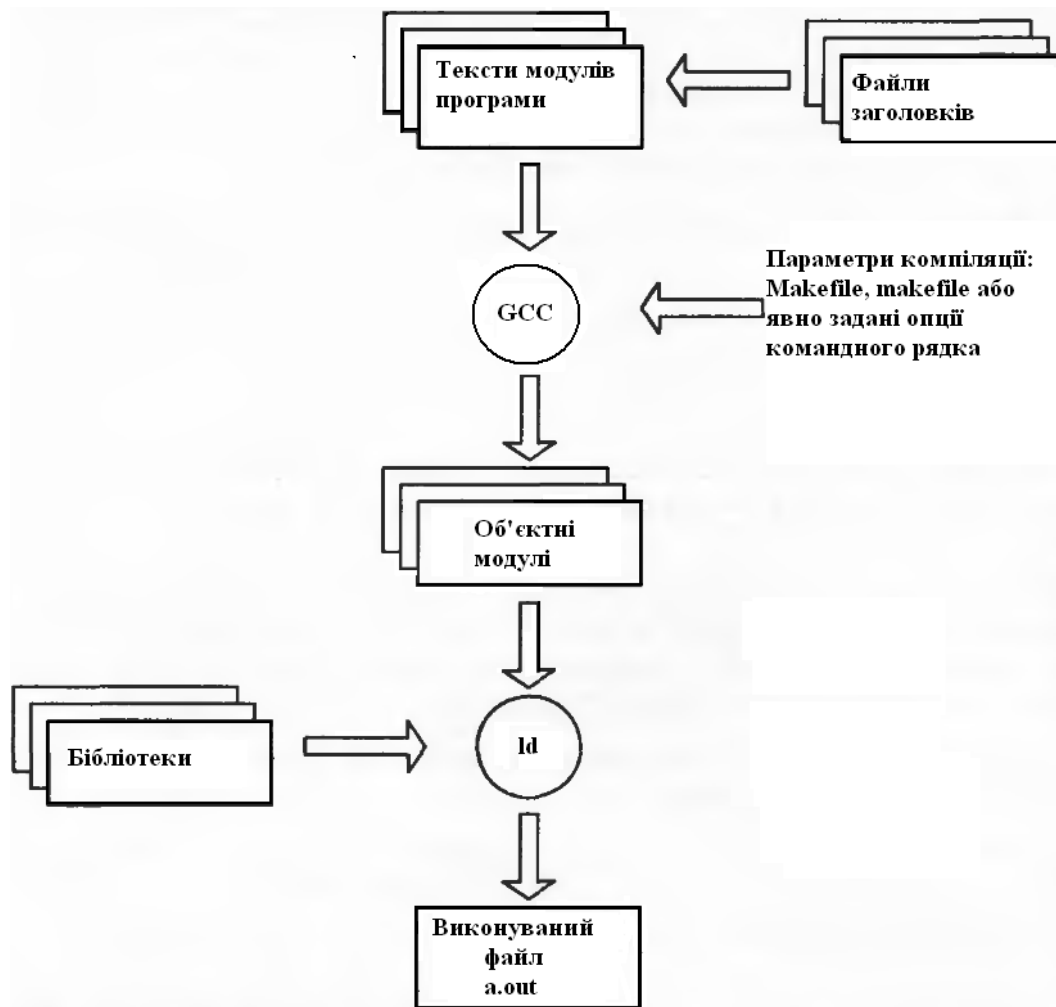 Тексти модулів
програми
Файли
заголовків
GCC
Параметри компіляції:
Makefile, makefile або
явно задані опції
командного рядка
Об'єктні
модулі
Бібліотеки
ld
Виконуваний
файл
a.out